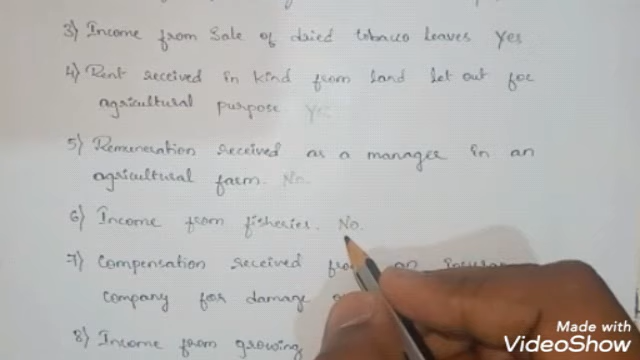 3) Income from Sale of dried tobacco leaves Yes
4) Rent received in kind from land let out for
agricultural purpose Yes
5) Remuneration received as a manager in an
agricultural farm. No.
6) Income from fisheries. No.
7) Compensation received from an
company for damage
8) Income from growing
Made with
VideoShow